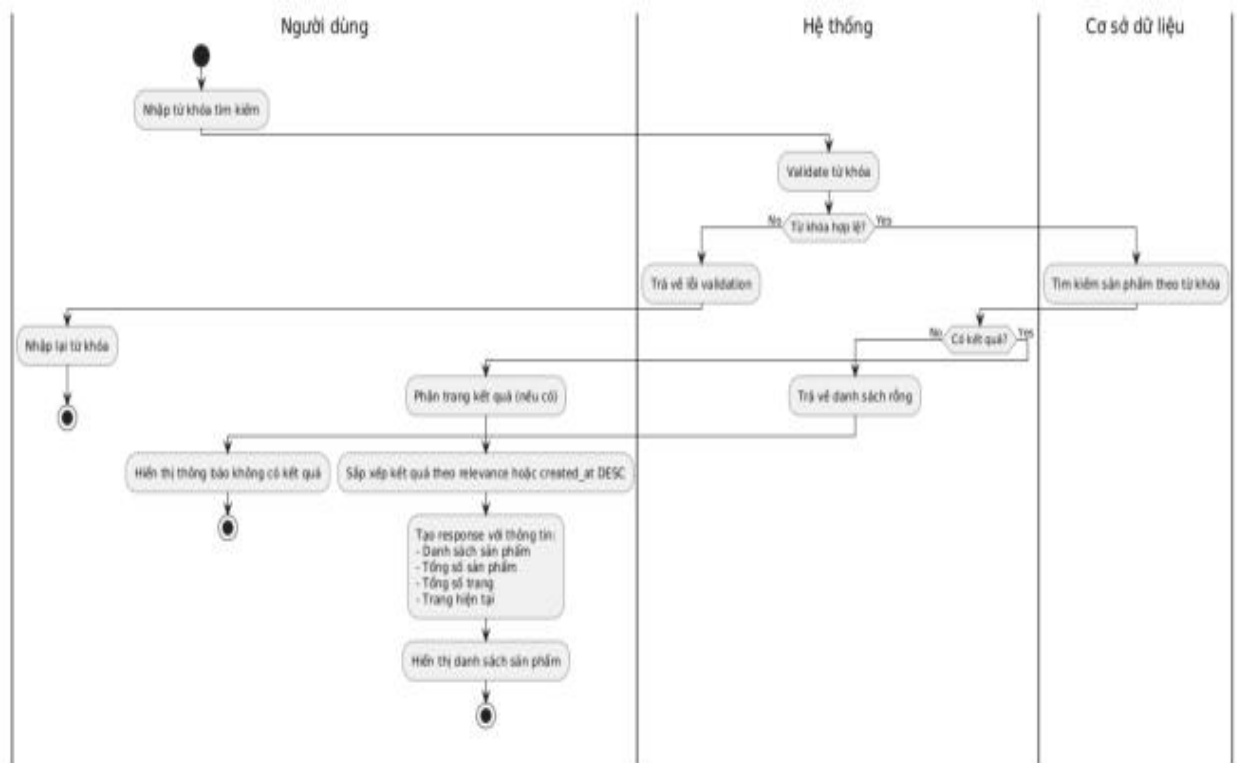 Người dùng
Hệ thống
Cơ sở dữ liệu
Nhập từ khóa tìm kiếm
Validate từ khóa
No
Từ khóa hợp lệ?
Yes
Trả về lỗi validation
Tìm kiếm sản phẩm theo từ khóa
Nhập lại từ khóa
No
Có kết quả?
Yes
Phân trang kết quả (nếu có)
Trả về danh sách rỗng
Hiển thị thông báo không có kết quả
Sắp xếp kết quả theo relevance hoặc created_at DESC
Tạo response với thông tin:
- Danh sách sản phẩm
- Tổng số sản phẩm
- Tổng số trang
- Trang hiện tại
Hiển thị danh sách sản phẩm